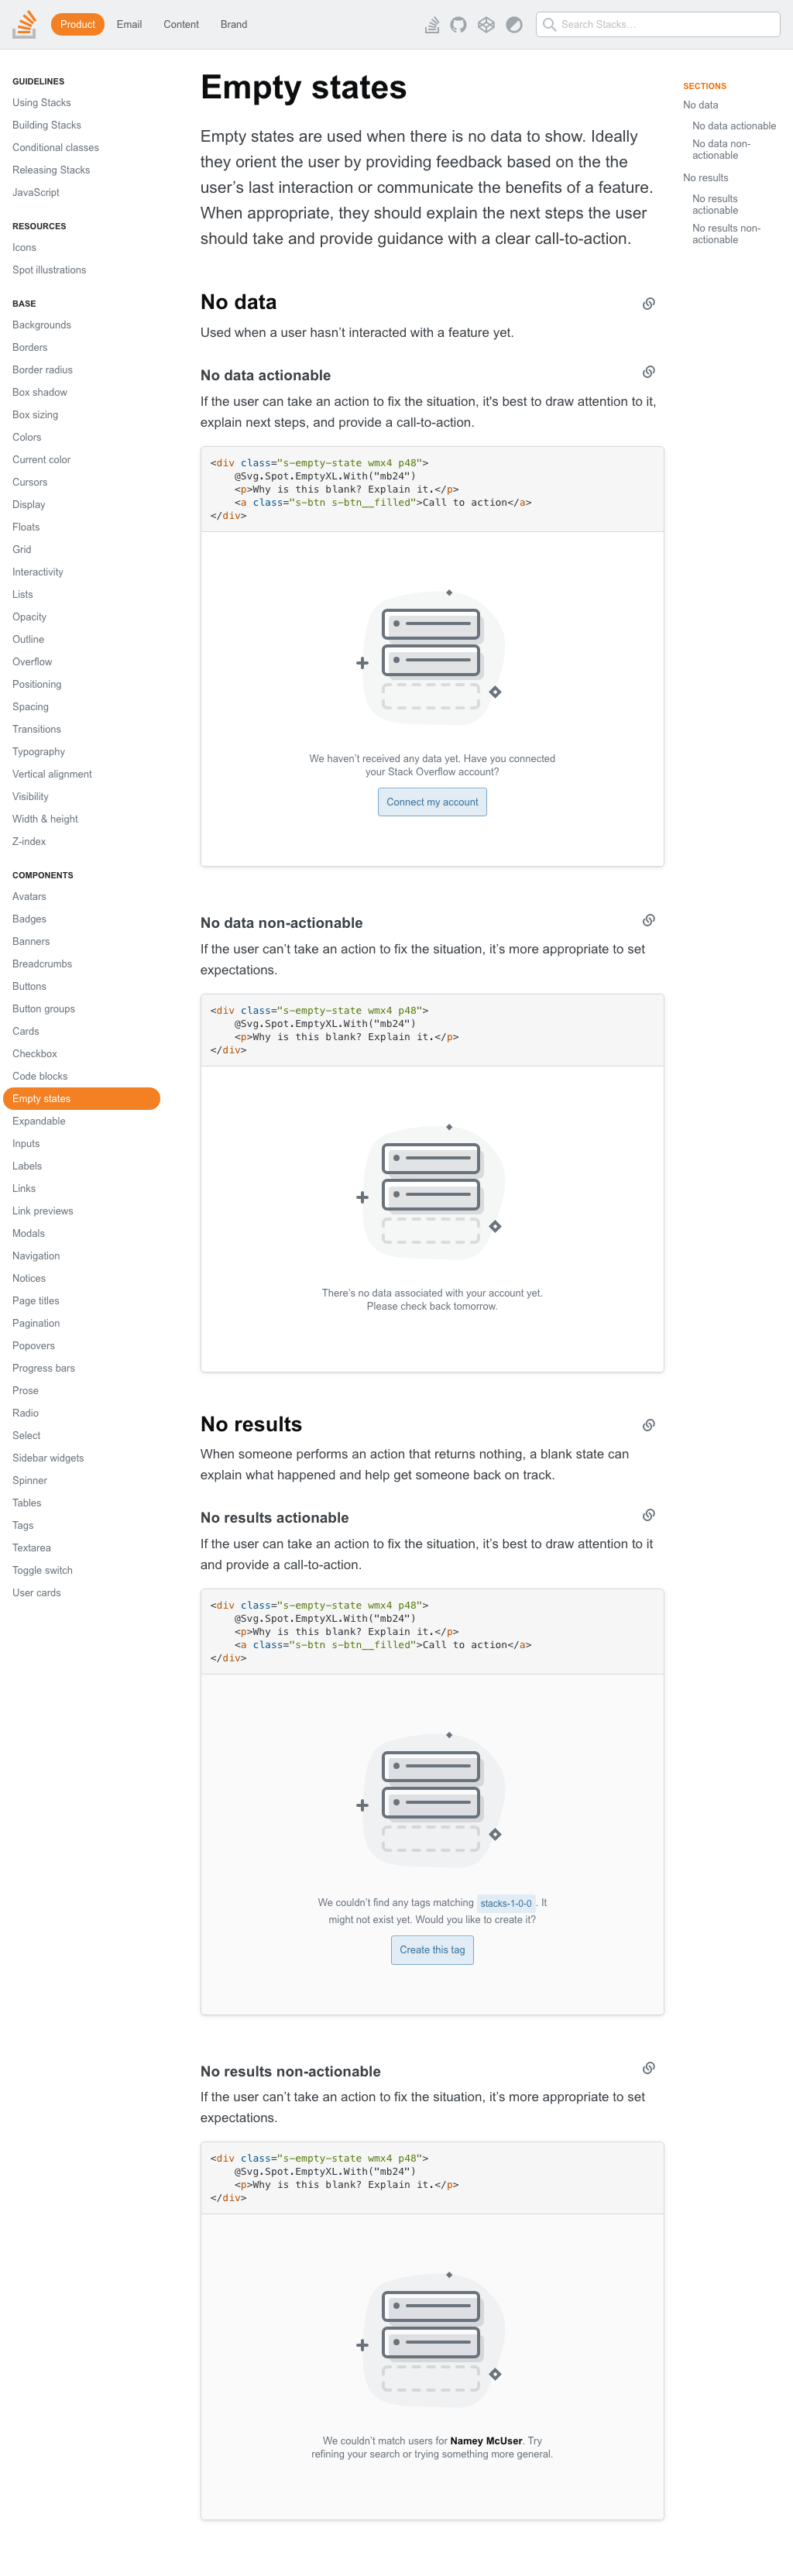 Product
Email
Content
Brand
Search Stacks…
GUIDELINES
Using Stacks
Building Stacks
Conditional classes
Releasing Stacks
JavaScript
RESOURCES
Icons
Spot illustrations
BASE
Backgrounds
Borders
Border radius
Box shadow
Box sizing
Colors
Current color
Cursors
Display
Floats
Grid
Interactivity
Lists
Opacity
Outline
Overflow
Positioning
Spacing
Transitions
Typography
Vertical alignment
Visibility
Width & height
Z-index
COMPONENTS
Avatars
Badges
Banners
Breadcrumbs
Buttons
Button groups
Cards
Checkbox
Code blocks
Empty states
Expandable
Inputs
Labels
Links
Link previews
Modals
Navigation
Notices
Page titles
Pagination
Popovers
Progress bars
Prose
Radio
Select
Sidebar widgets
Spinner
Tables
Tags
Textarea
Toggle switch
User cards
Empty states
Empty states are used when there is no data to show. Ideally
they orient the user by providing feedback based on the the
user’s last interaction or communicate the benefits of a feature.
When appropriate, they should explain the next steps the user
should take and provide guidance with a clear call-to-action.
No data
Used when a user hasn’t interacted with a feature yet.
No data actionable
If the user can take an action to fix the situation, it's best to draw attention to it,
explain next steps, and provide a call-to-action.
<div class="s-empty-state wmx4 p48">
    @Svg.Spot.EmptyXL.With("mb24")
    <p>Why is this blank? Explain it.</p>
    <a class="s-btn s-btn__filled">Call to action</a>
</div>
We haven’t received any data yet. Have you connected
your Stack Overflow account?
Connect my account
No data non-actionable
If the user can’t take an action to fix the situation, it’s more appropriate to set
expectations.
<div class="s-empty-state wmx4 p48">
    @Svg.Spot.EmptyXL.With("mb24")
    <p>Why is this blank? Explain it.</p>
</div>
There’s no data associated with your account yet.
Please check back tomorrow.
No results
When someone performs an action that returns nothing, a blank state can
explain what happened and help get someone back on track.
No results actionable
If the user can take an action to fix the situation, it’s best to draw attention to it
and provide a call-to-action.
<div class="s-empty-state wmx4 p48">
    @Svg.Spot.EmptyXL.With("mb24")
    <p>Why is this blank? Explain it.</p>
    <a class="s-btn s-btn__filled">Call to action</a>
</div>
We couldn’t find any tags matching stacks-1-0-0. It
might not exist yet. Would you like to create it?
Create this tag
No results non-actionable
If the user can’t take an action to fix the situation, it’s more appropriate to set
expectations.
<div class="s-empty-state wmx4 p48">
    @Svg.Spot.EmptyXL.With("mb24")
    <p>Why is this blank? Explain it.</p>
</div>
We couldn’t match users for Namey McUser. Try
refining your search or trying something more general.
SECTIONS
No data
No data actionable
No data non-
actionable
No results
No results
actionable
No results non-
actionable